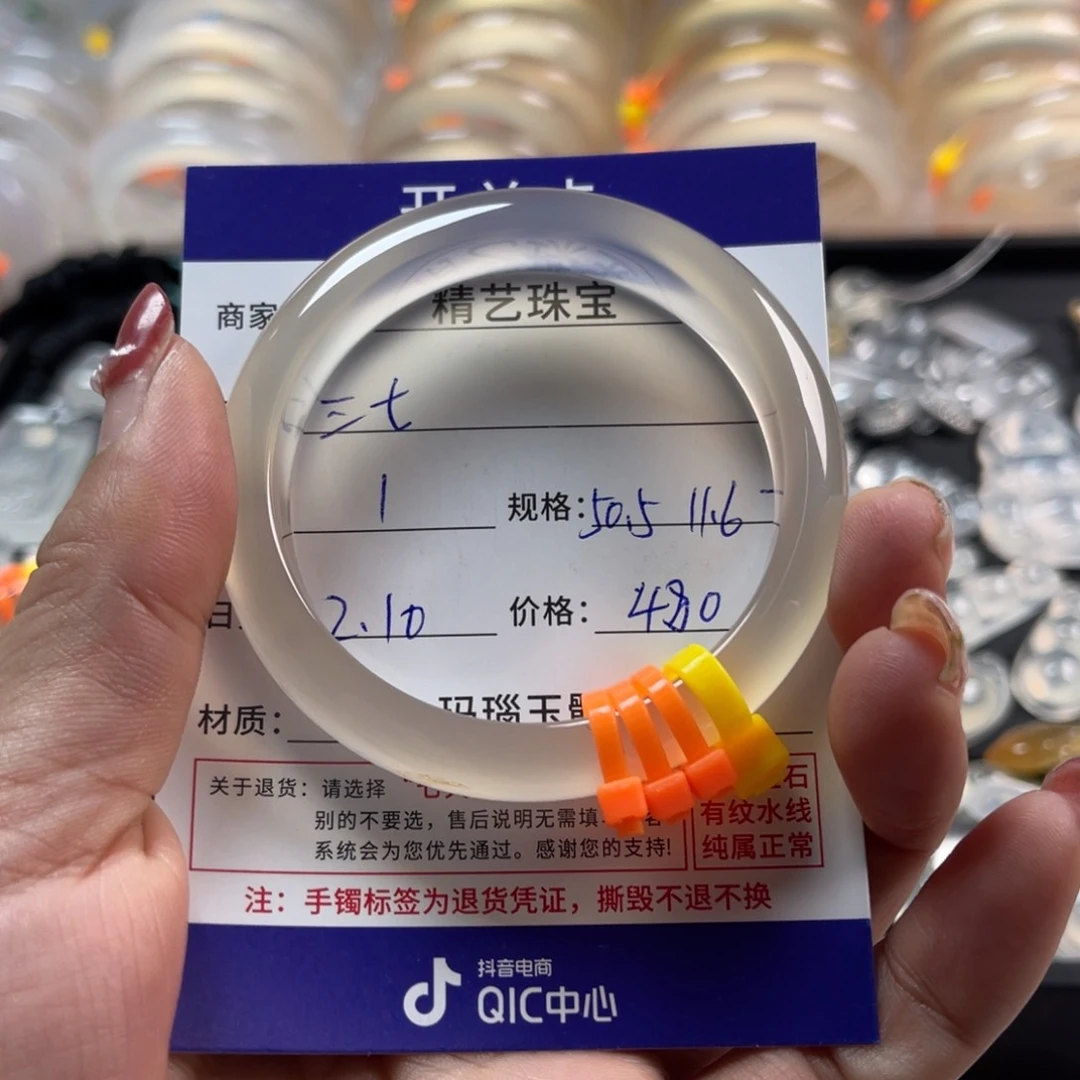 商家
精艺珠宝
三七
1 规格：50.5 11.6
2.10 价格： 480
材质：
玛瑙玉
关于退货：请选择
石
别的不要选，售后说明无需填
有纹水线
系统会为您优先通过。感谢您的支持!
纯属正常
注：手镯标签为退货凭证，撕毁不退不换
抖音电商
QIC中心